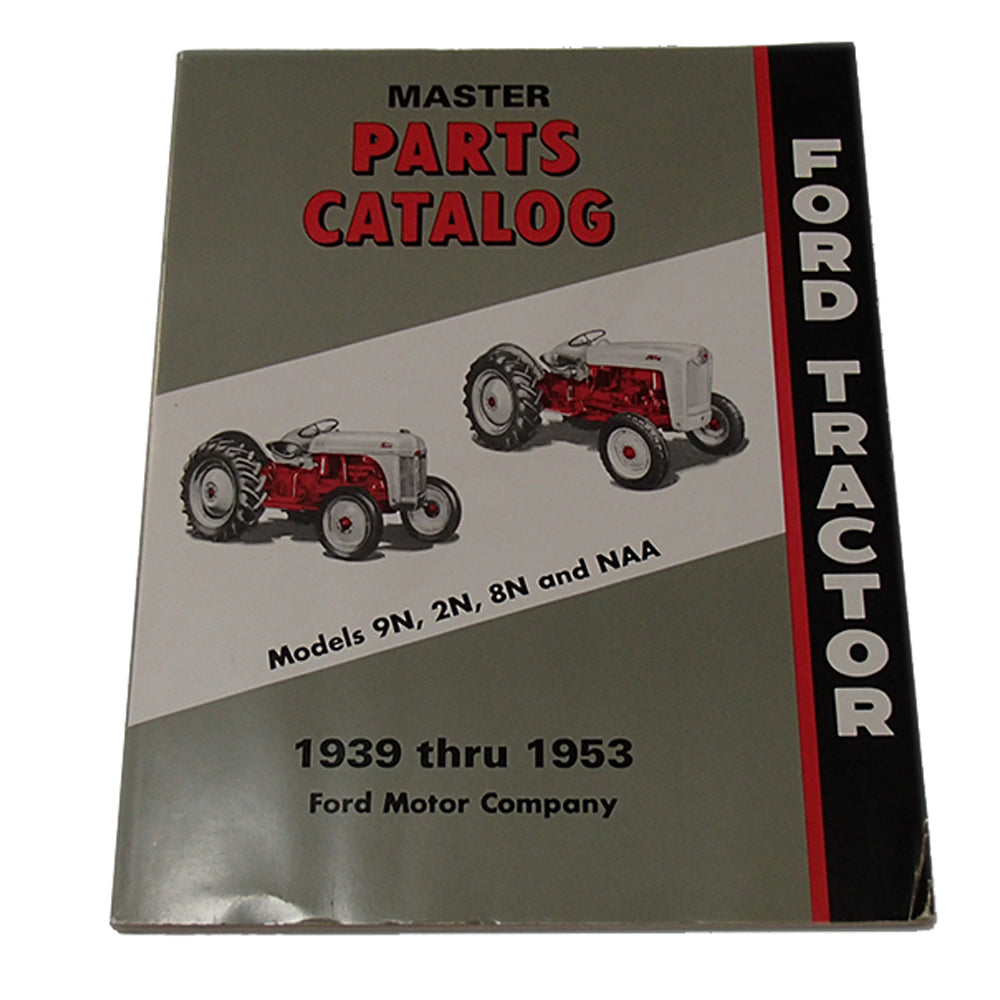 MASTER
PARTS
CATALOG
Models 9N, 2N, 8N and NAA
1939 thru 1953
Ford Motor Company
FORD TRACTOR